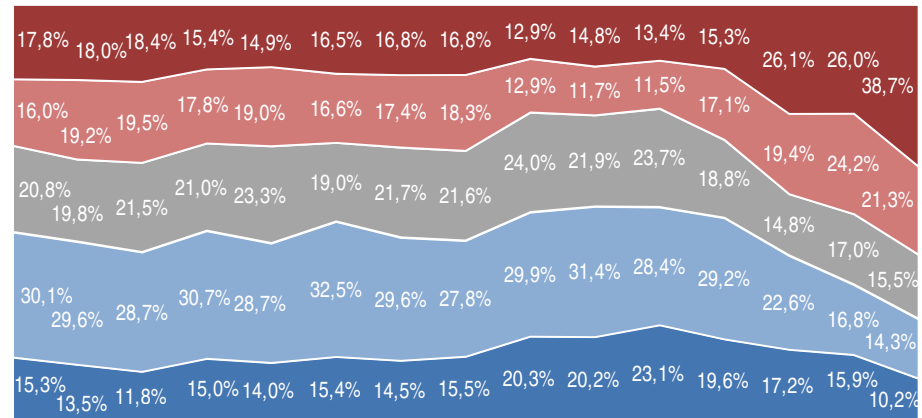 17,8% 18,0% 18,4% 15,4% 14,9% 16,5% 16,8% 16,8% 12,9% 14,8% 13,4% 15,3% 26,1% 26,0% 38,7%
16,0% 19,2% 19,5% 17,8% 19,0% 16,6% 17,4% 18,3% 12,9% 11,7% 11,5% 17,1% 19,4% 24,2% 21,3%
20,8% 19,8% 21,5% 21,0% 23,3% 19,0% 21,7% 21,6% 24,0% 21,9% 23,7% 18,8% 14,8% 17,0% 15,5%
30,1% 29,6% 28,7% 30,7% 28,7% 32,5% 29,6% 27,8% 29,9% 31,4% 28,4% 29,2% 22,6% 16,8% 14,3%
15,3% 13,5% 11,8% 15,0% 14,0% 15,4% 14,5% 15,5% 20,3% 20,2% 23,1% 19,6% 17,2% 15,9% 10,2%